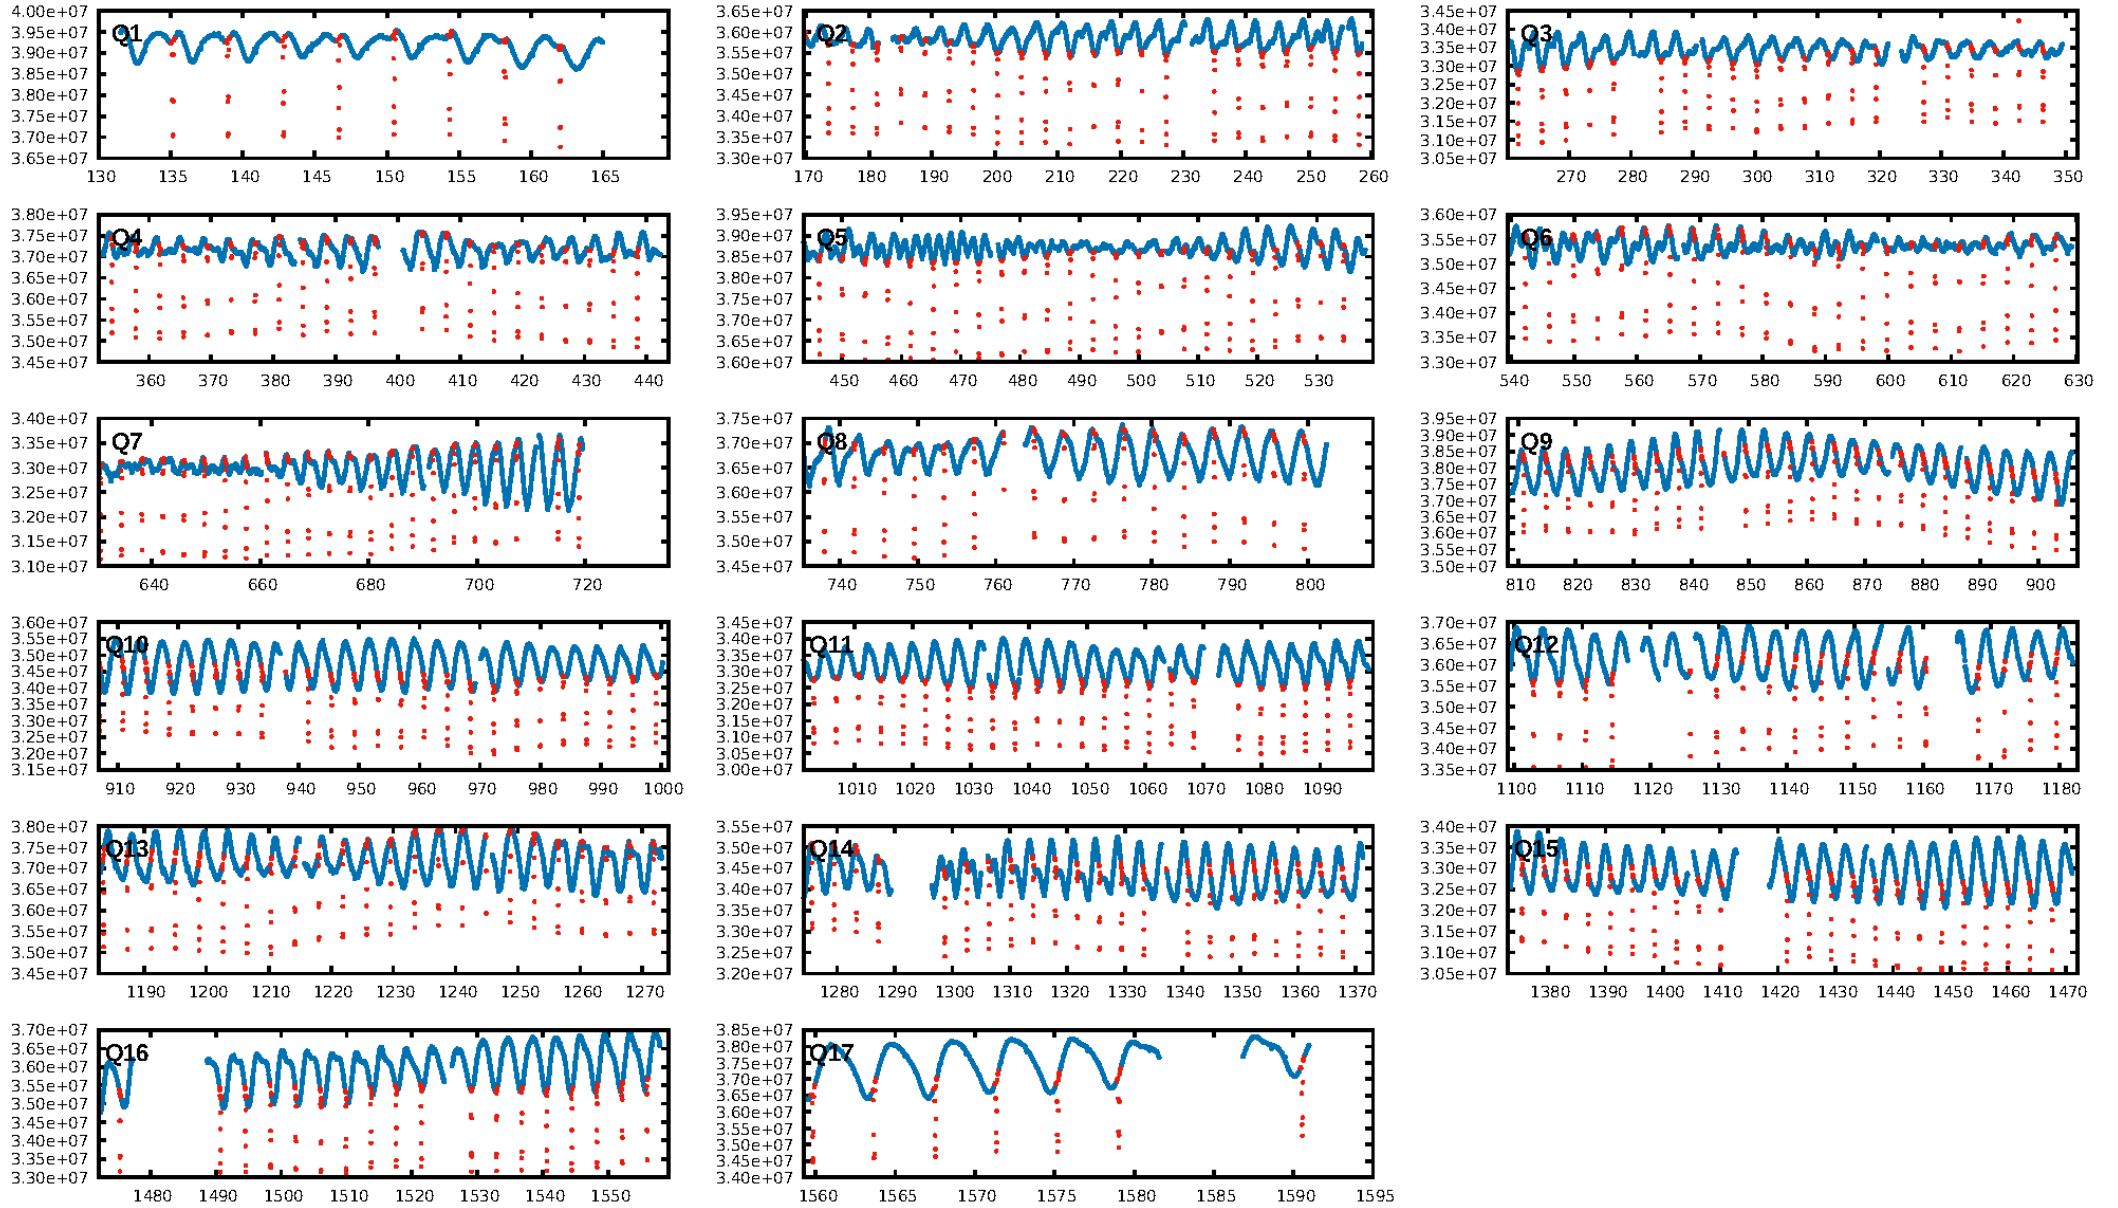 4.00e+07
3.95e+07
3.90e+07
3.85e+07
3.80e+07
3.75e+07
3.70e+07
3.65e+07
Q1
130 135 140 145 150 155 160 165
3.65e+07
3.60e+07
3.55e+07
3.50e+07
3.45e+07
3.40e+07
3.35e+07
3.30e+07
Q2
170 180 190 200 210 220 230 240 250 260
3.45e+07
3.40e+07
3.35e+07
3.30e+07
3.25e+07
3.20e+07
3.15e+07
3.10e+07
3.05e+07
Q3
270 280 290 300 310 320 330 340 350
3.80e+07
3.75e+07
3.70e+07
3.65e+07
3.60e+07
3.55e+07
3.50e+07
3.45e+07
Q4
360 370 380 390 400 410 420 430 440
3.95e+07
3.90e+07
3.85e+07
3.80e+07
3.75e+07
3.70e+07
3.65e+07
3.60e+07
Q5
450 460 470 480 490 500 510 520 530
3.60e+07
3.55e+07
3.50e+07
3.45e+07
3.40e+07
3.35e+07
3.30e+07
Q6
540 550 560 570 580 590 600 610 620 630
3.40e+07
3.35e+07
3.30e+07
3.25e+07
3.20e+07
3.15e+07
3.10e+07
Q7
640 660 680 700 720
3.75e+07
3.70e+07
3.65e+07
3.60e+07
3.55e+07
3.50e+07
3.45e+07
Q8
740 750 760 770 780 790 800
3.95e+07
3.90e+07
3.85e+07
3.80e+07
3.75e+07
3.70e+07
3.65e+07
3.60e+07
3.55e+07
3.50e+07
Q9
810 820 830 840 850 860 870 880 890 900
3.60e+07
3.55e+07
3.50e+07
3.45e+07
3.40e+07
3.35e+07
3.30e+07
3.25e+07
3.20e+07
3.15e+07
Q10
910 920 930 940 950 960 970 980 990 1000
3.45e+07
3.40e+07
3.35e+07
3.30e+07
3.25e+07
3.20e+07
3.15e+07
3.10e+07
3.05e+07
3.00e+07
Q11
1010 1020 1030 1040 1050 1060 1070 1080 1090
3.70e+07
3.65e+07
3.60e+07
3.55e+07
3.50e+07
3.45e+07
3.40e+07
3.35e+07
Q12
1100 1110 1120 1130 1140 1150 1160 1170 1180
3.80e+07
3.75e+07
3.70e+07
3.65e+07
3.60e+07
3.55e+07
3.50e+07
3.45e+07
Q13
1190 1200 1210 1220 1230 1240 1250 1260 1270
3.55e+07
3.50e+07
3.45e+07
3.40e+07
3.35e+07
3.30e+07
3.25e+07
3.20e+07
Q14
1280 1290 1300 1310 1320 1330 1340 1350 1360 1370
3.40e+07
3.35e+07
3.30e+07
3.25e+07
3.20e+07
3.15e+07
3.10e+07
3.05e+07
Q15
1380 1390 1400 1410 1420 1430 1440 1450 1460 1470
3.70e+07
3.65e+07
3.60e+07
3.55e+07
3.50e+07
3.45e+07
3.40e+07
3.35e+07
3.30e+07
Q16
1480 1490 1500 1510 1520 1530 1540 1550
3.85e+07
3.80e+07
3.75e+07
3.70e+07
3.65e+07
3.60e+07
3.55e+07
3.50e+07
3.45e+07
3.40e+07
Q17
1560 1565 1570 1575 1580 1585 1590 1595